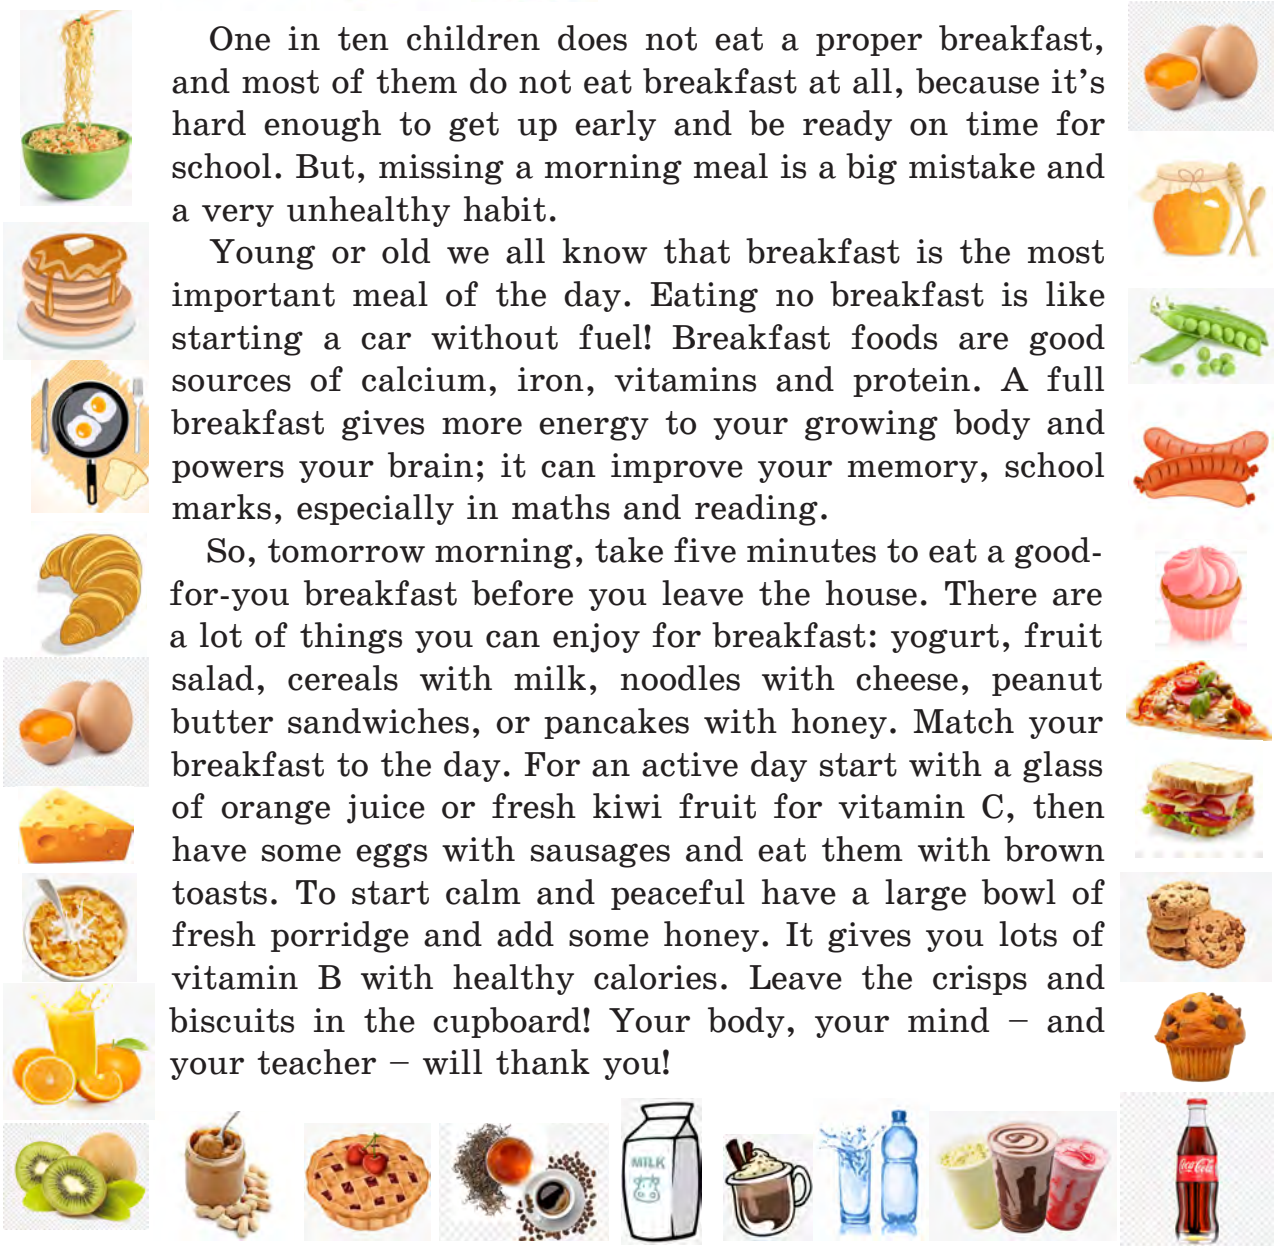 One in ten children does not eat a proper breakfast,
and most of them do not eat breakfast at all, because it's
hard enough to get up early and be ready on time for
school. But, missing a morning meal is a big mistake and
a very unhealthy habit.
Young or old we all know that breakfast is the most
important meal of the day. Eating no breakfast is like
starting a car without fuel! Breakfast foods are good
sources of calcium, iron, vitamins and protein. A full
breakfast gives more energy to your growing body and
powers your brain; it can improve your memory, school
marks, especially in maths and reading.
So, tomorrow morning, take five minutes to eat a good-
for-you breakfast before you leave the house. There are
a lot of things you can enjoy for breakfast: yogurt, fruit
salad, cereals with milk, noodles with cheese, peanut
butter sandwiches, or pancakes with honey. Match your
breakfast to the day. For an active day start with a glass
of orange juice or fresh kiwi fruit for vitamin C, then
have some eggs with sausages and eat them with brown
toasts. To start calm and peaceful have a large bowl of
fresh porridge and add some honey. It gives you lots of
vitamin B with healthy calories. Leave the crisps and
biscuits in the cupboard! Your body, your mind – and
your teacher – will thank you!
MILK
Coca-Cola